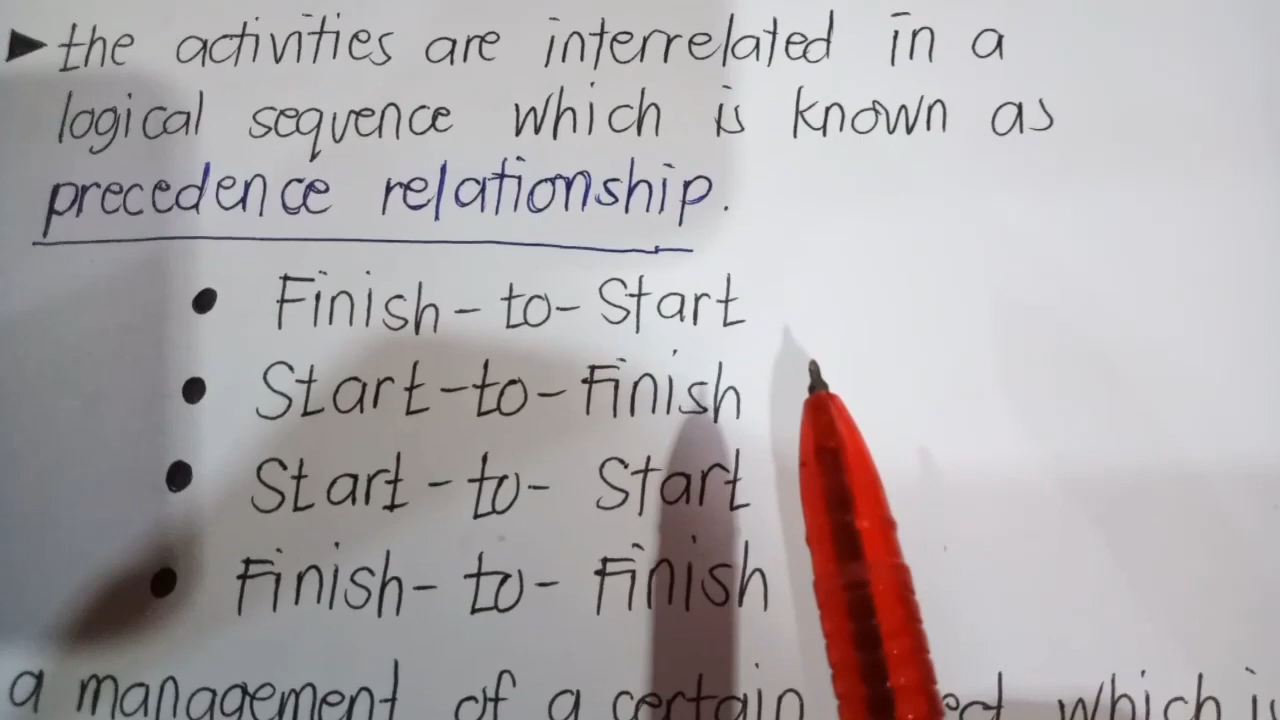 ► the activities are interrelated in a
logical sequence which is known as
precedence relationship.
• Finish-to-Start
• Start-to-Finish
• Start-to-Start
• Finish-to-Finish
a management of a certain which